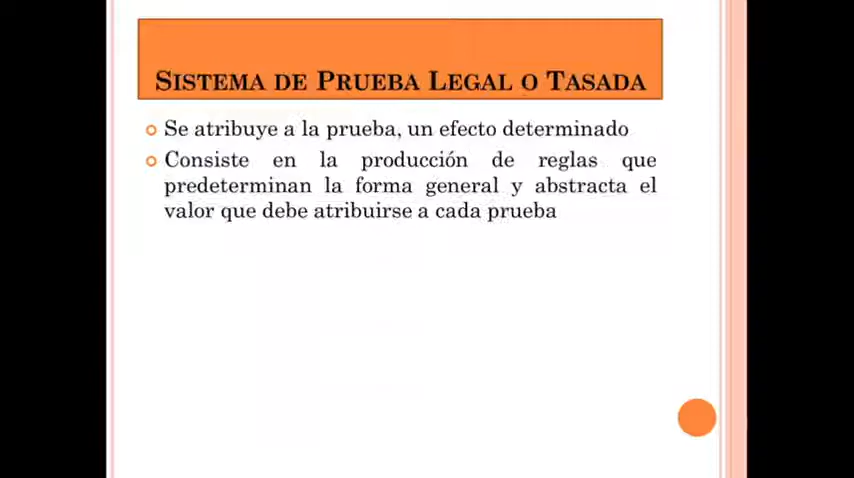 SISTEMA DE PRUEBA LEGAL O TASADA
Se atribuye a la prueba, un efecto determinado
Consiste en la producción de reglas que
predeterminan la forma general y abstracta el
valor que debe atribuirse a cada prueba